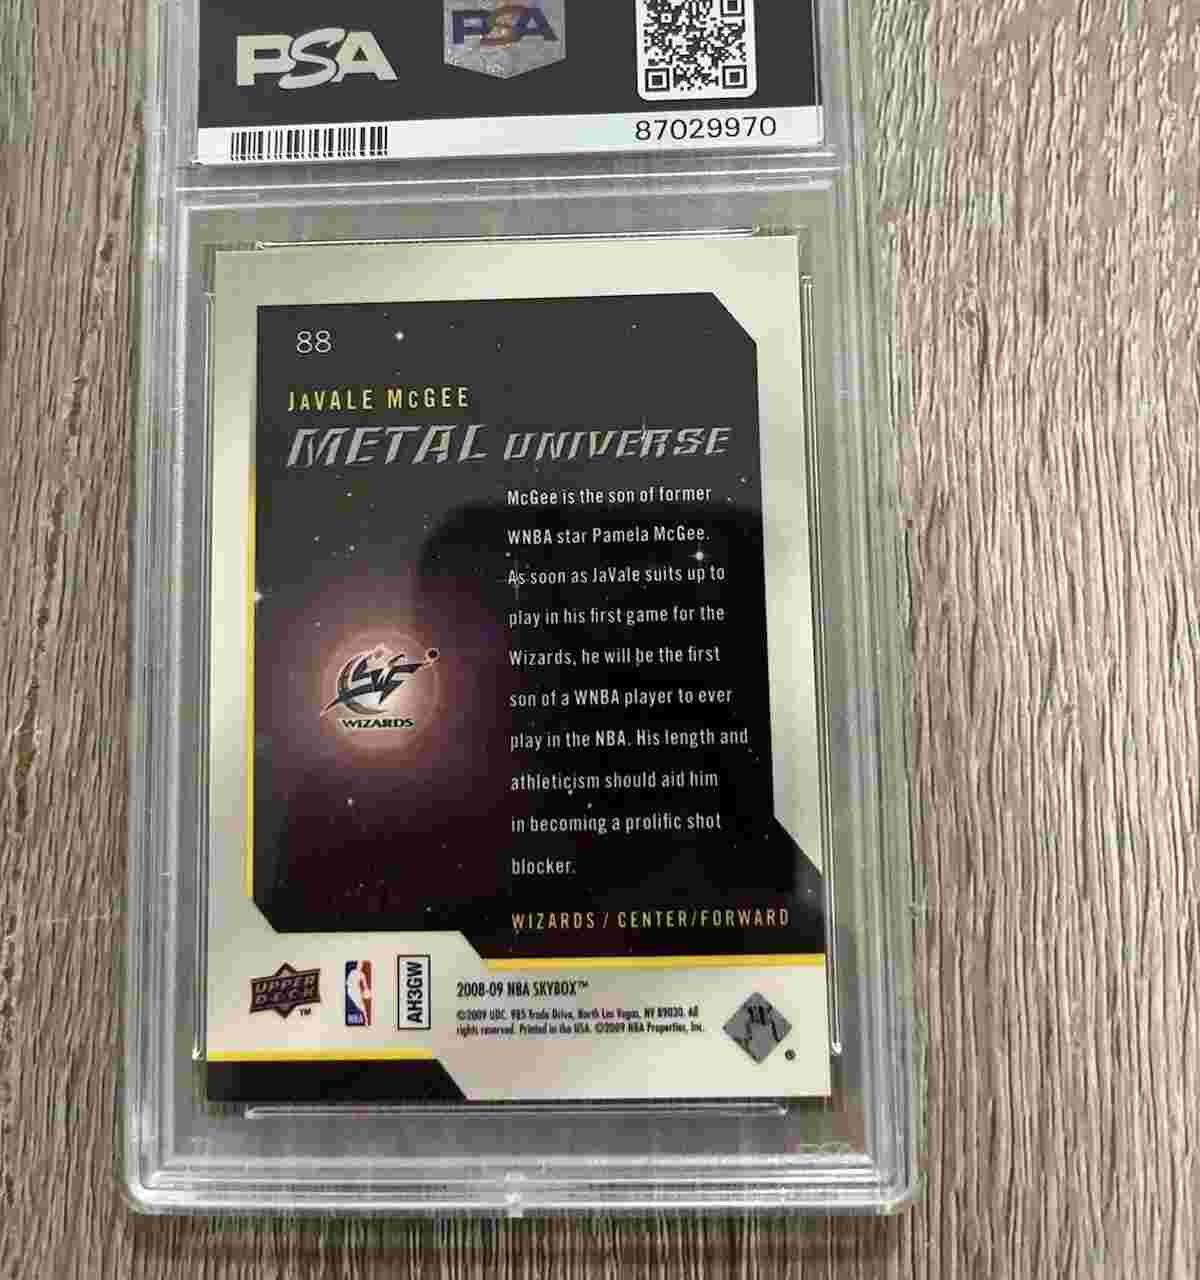 PSA
PSA
87029970
88
JAVALE McGEE
METAL UNIVERSE
McGee is the son of former
WNBA star Pamela McGee.
As soon as JaVale suits up to
play in his first game for the
Wizards, he will be the first
son of a WNBA player to ever
play in the NBA. His length and
athleticism should aid him
in becoming a prolific shot
blocker.
WIZARDS
WIZARDS / CENTER/FORWARD
UPPER
DECK
TM
NBA
AH3GW
2008-09 NBA SKYBOX™
©2009 UDC. 985 Trade Drive, North Las Vegas, NV 89030. All
rights reserved. Printed in the USA. ©2009 NBA Properties, Inc.
®